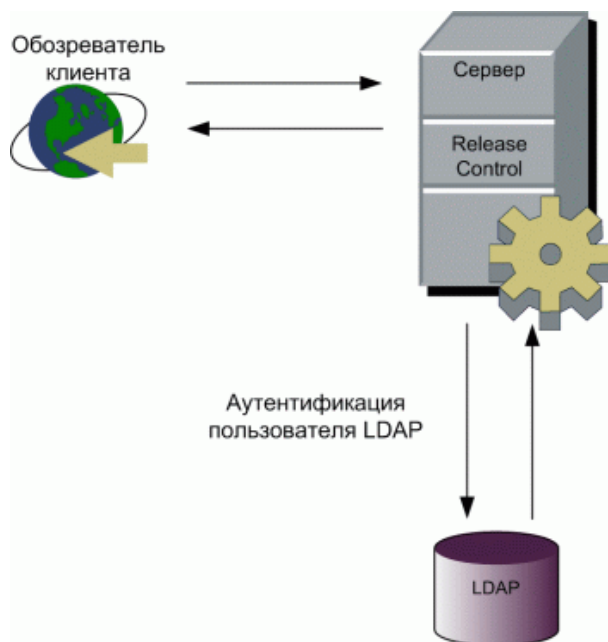 Обозреватель
клиента
Сервер
Release
Control
Аутентификация
пользователя LDAP
LDAP